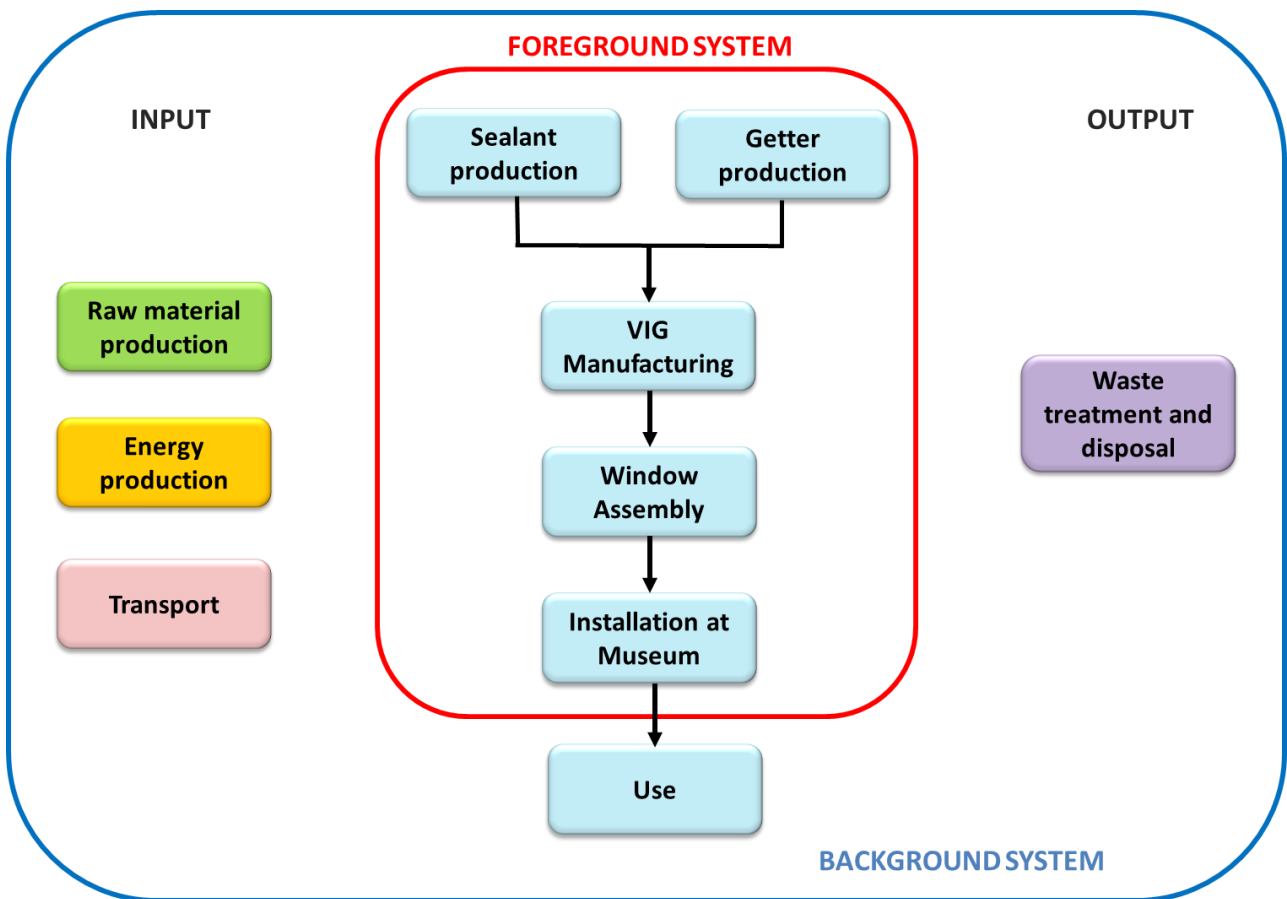 FOREGROUND SYSTEM
INPUT
OUTPUT
Sealant
production
Getter
production
Raw material
production
VIG
Manufacturing
Waste
treatment and
disposal
Energy
production
Window
Assembly
Transport
Installation at
Museum
Use
BACKGROUND SYSTEM